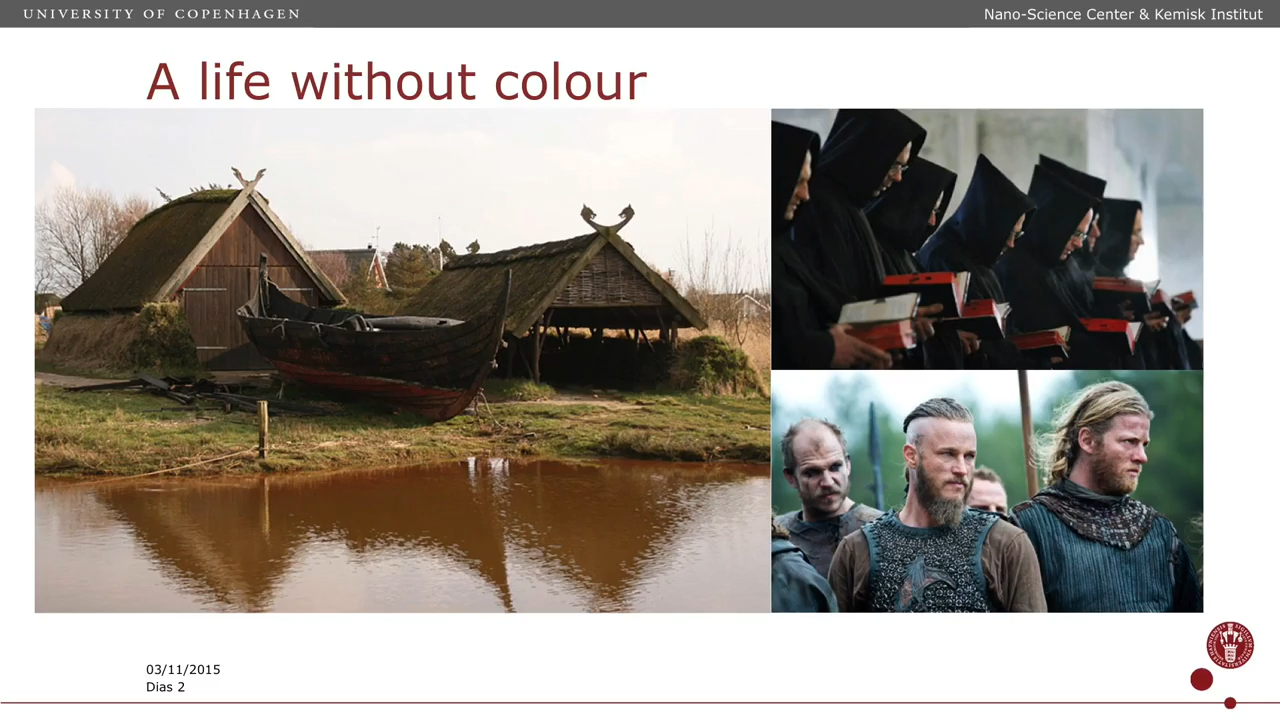 UNIVERSITY OF COPENHAGEN
Nano-Science Center & Kemisk Institut
A life without colour
03/11/2015
Dias 2